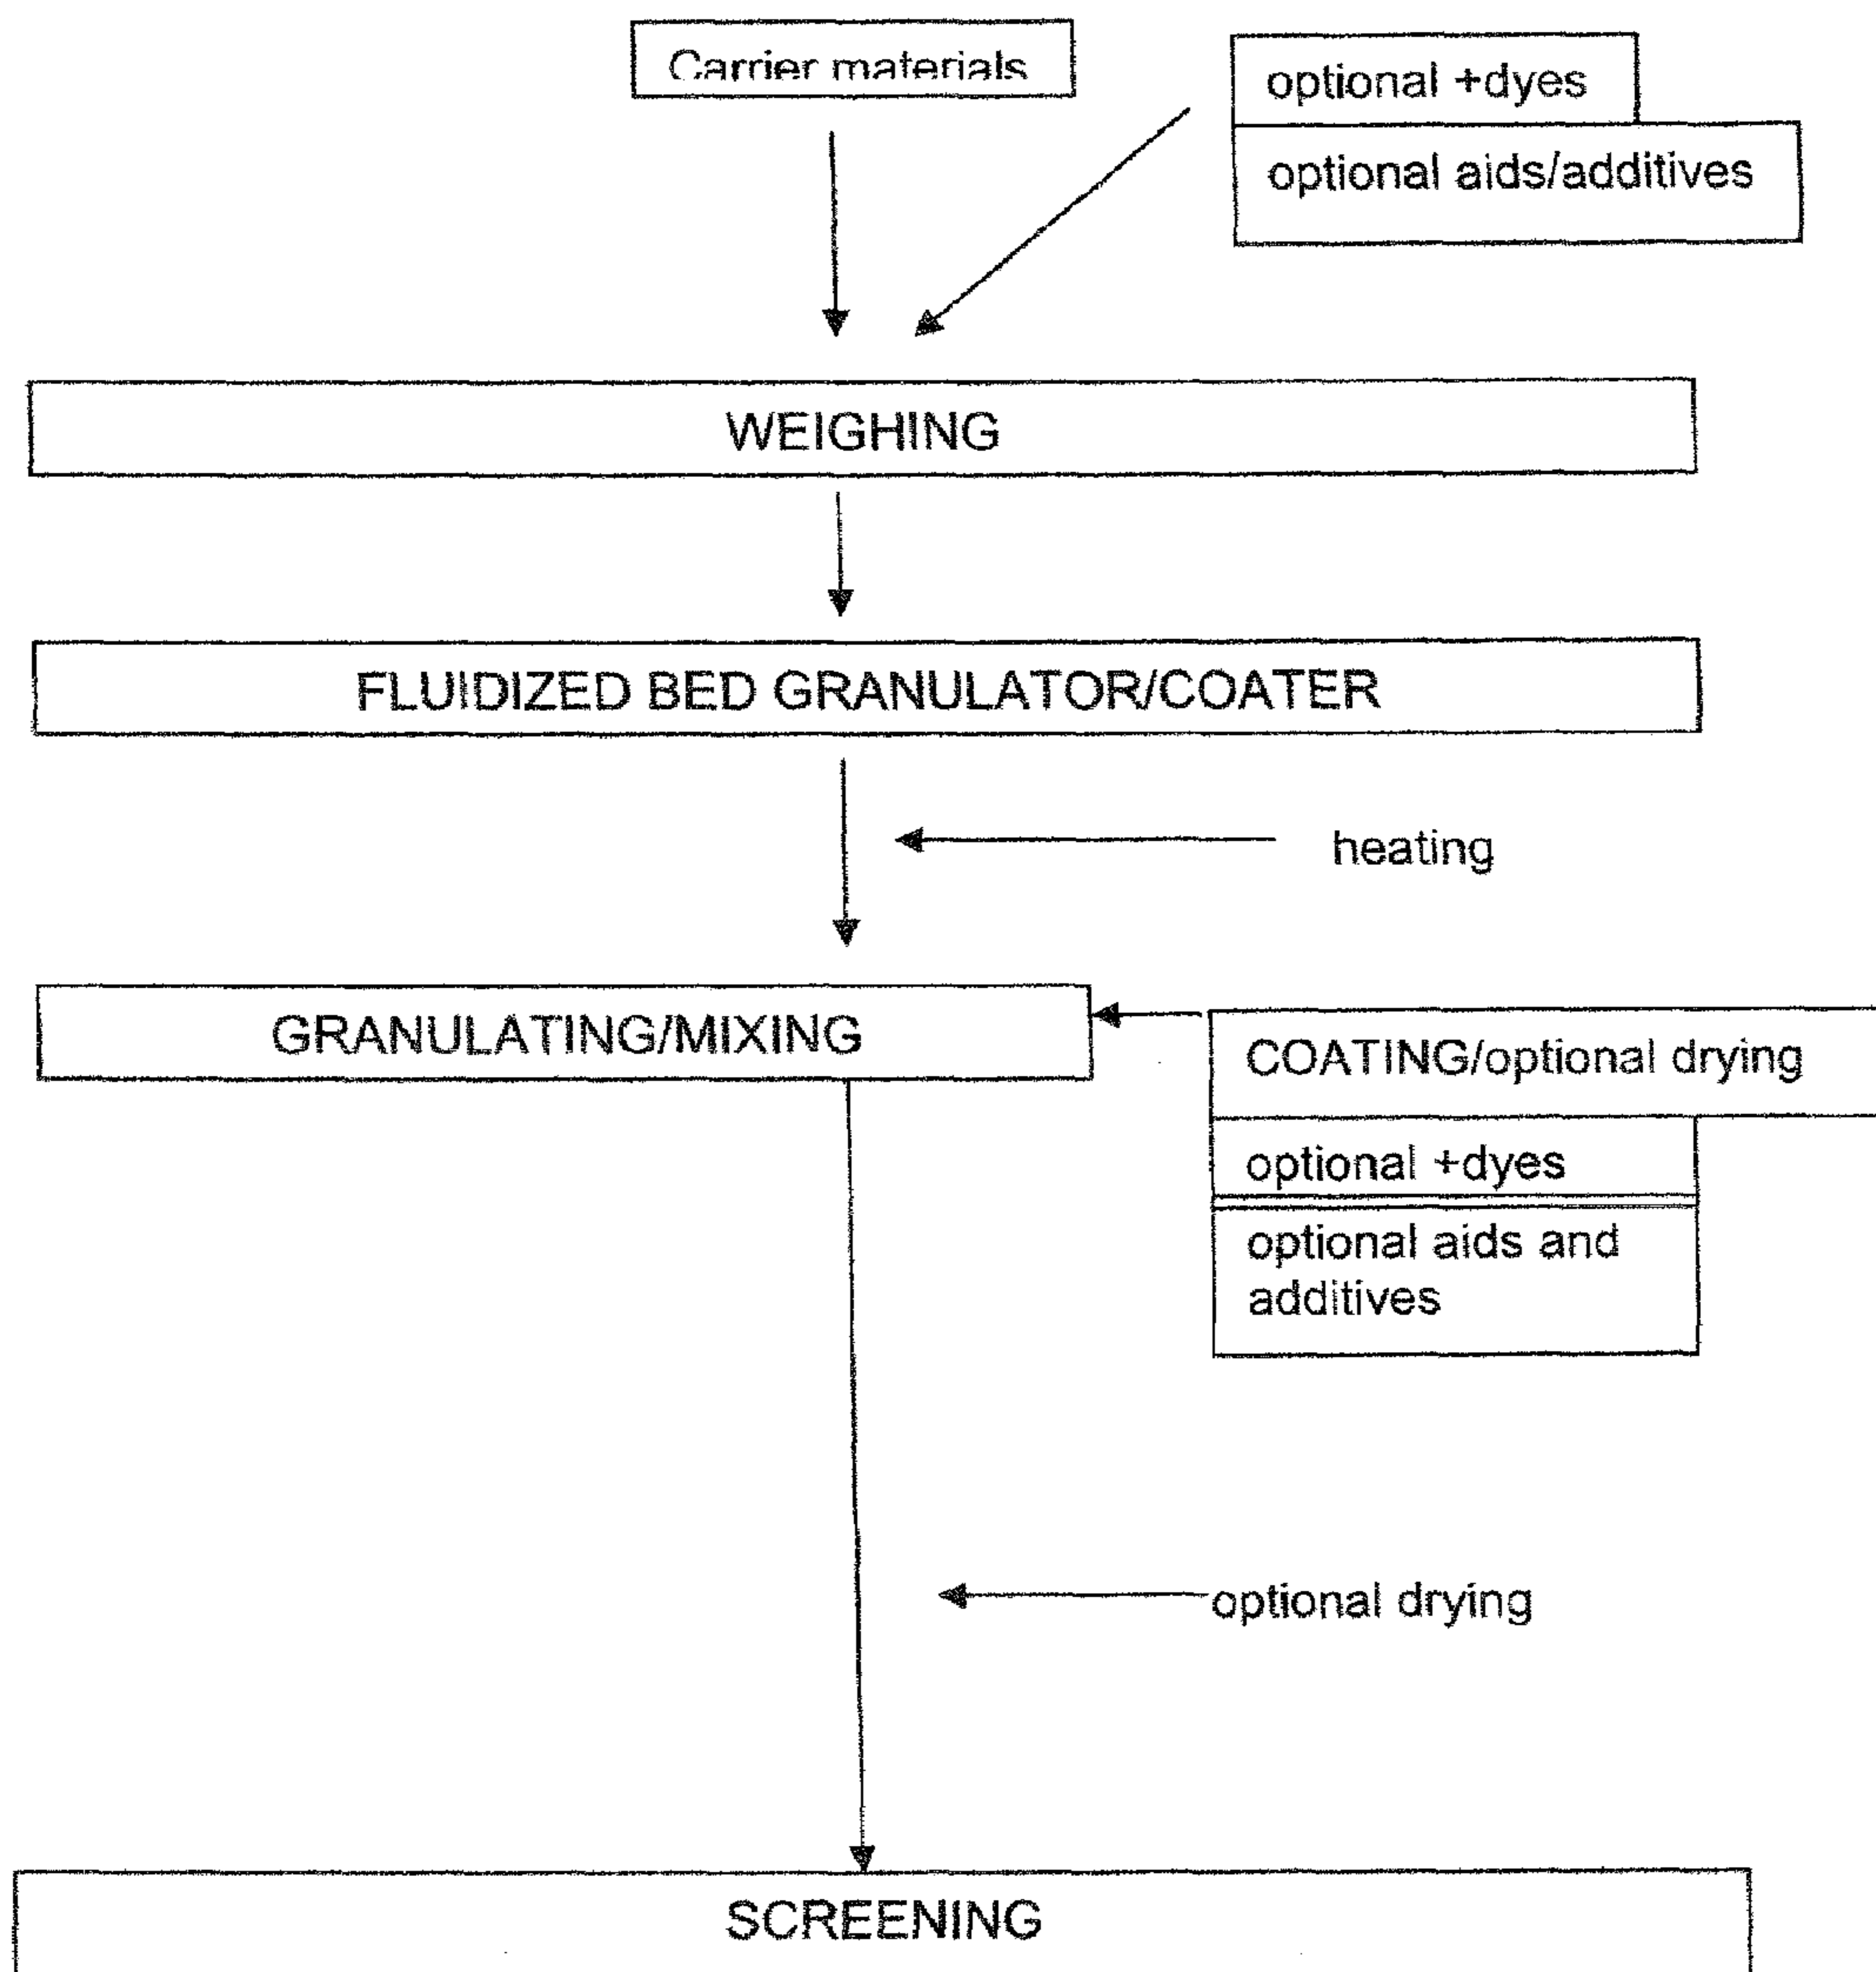 Carrier materials
optional +dyes
optional aids/additives
WEIGHING
FLUIDIZED BED GRANULATOR/COATER
heating
GRANULATING/MIXING
COATING/optional drying
optional +dyes
optional aids and
additives
optional drying
SCREENING